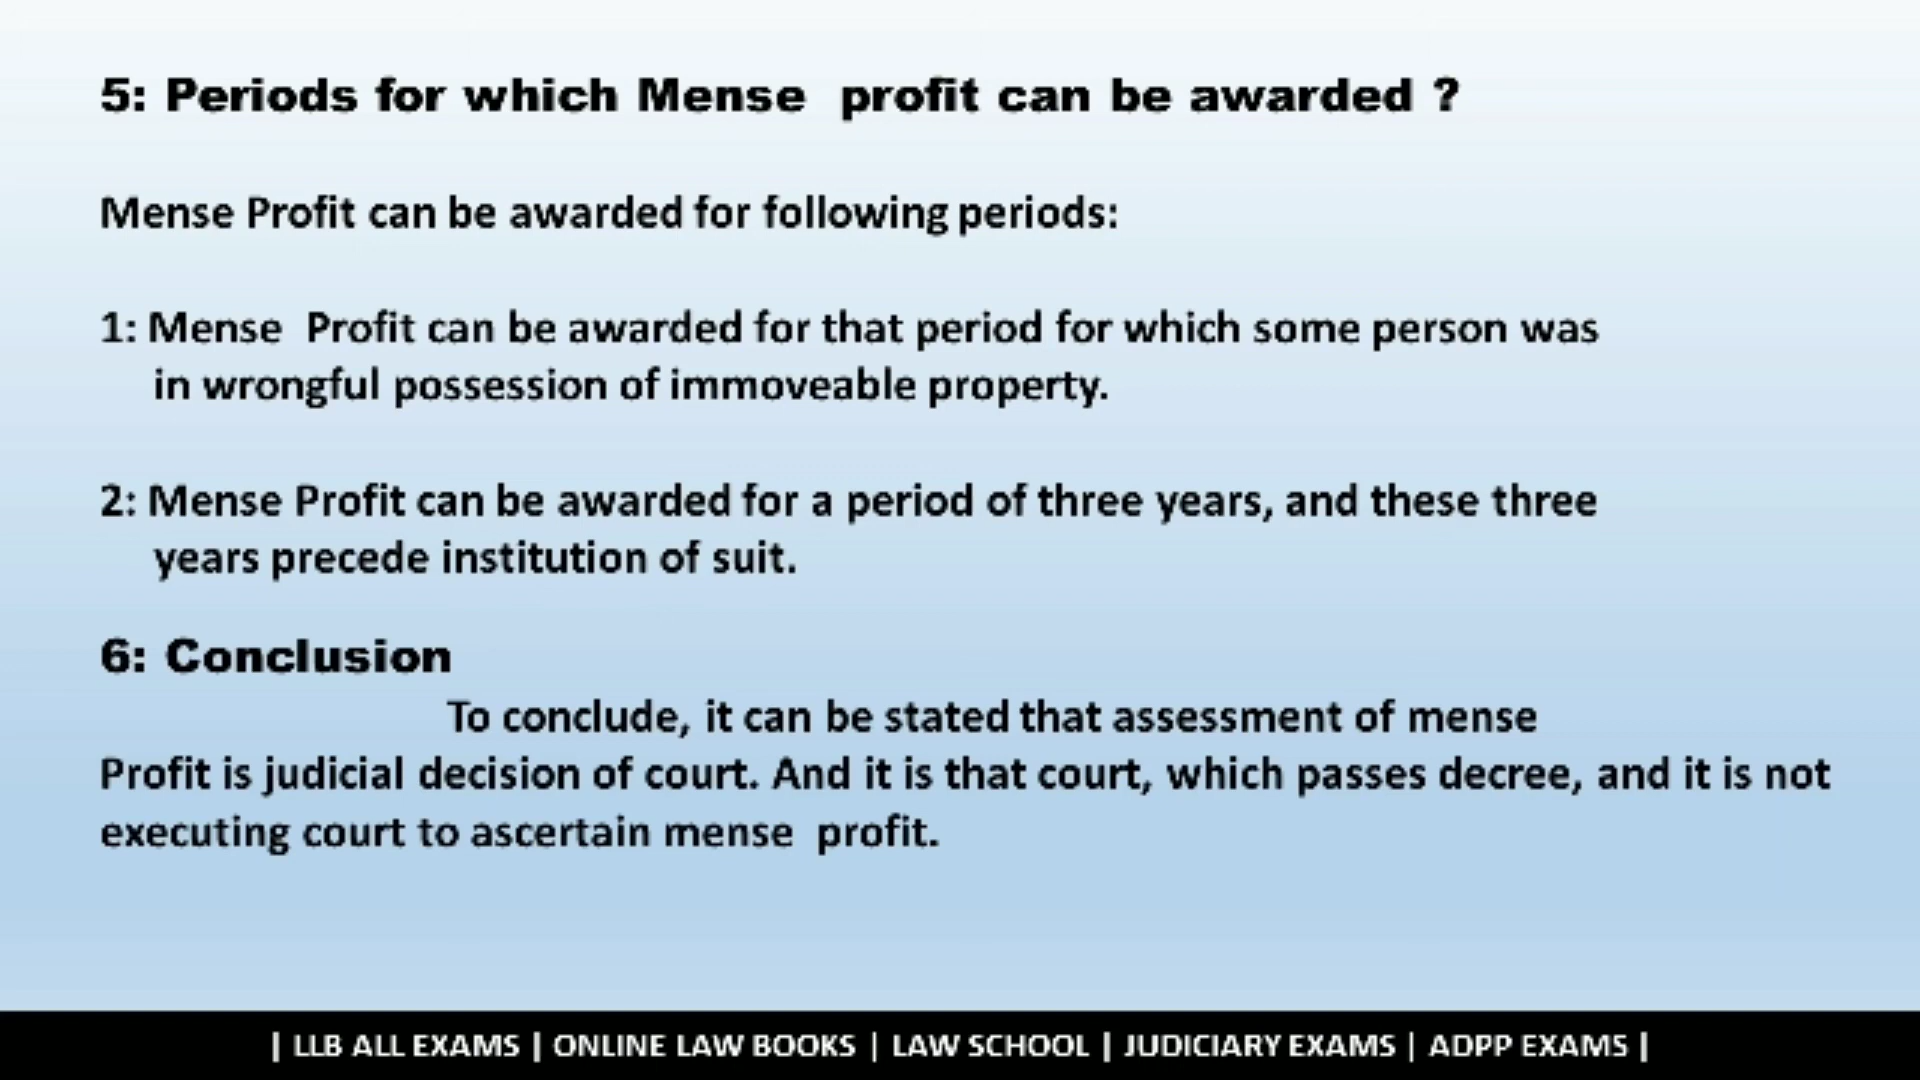 5: Periods for which Mense profit can be awarded ?
Mense Profit can be awarded for following periods:
1: Mense Profit can be awarded for that period for which some person was
in wrongful possession of immoveable property.
2: Mense Profit can be awarded for a period of three years, and these three
years precede institution of suit.
6: Conclusion
To conclude, it can be stated that assessment of mense
Profit is judicial decision of court. And it is that court, which passes decree, and it is not
executing court to ascertain mense profit.
| LLB ALL EXAMS | ONLINE LAW BOOKS | LAW SCHOOL | JUDICIARY EXAMS | ADPP EXAMS |